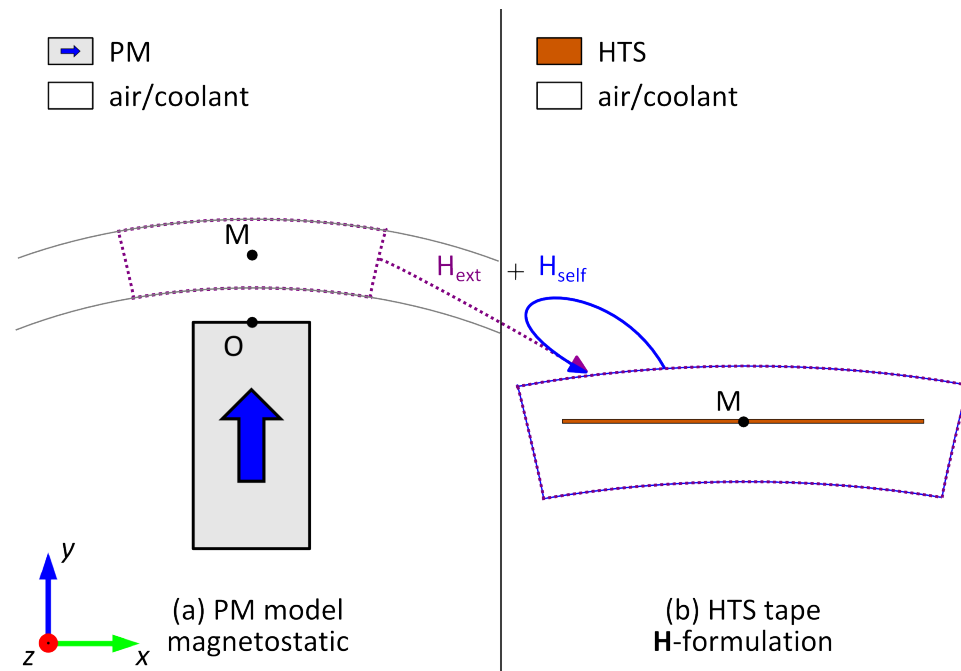 PM
air/coolant
HTS
air/coolant
M
H_ext + H_self
O
M
y
z
x
(a) PM model
magnetostatic
(b) HTS tape
H-formulation